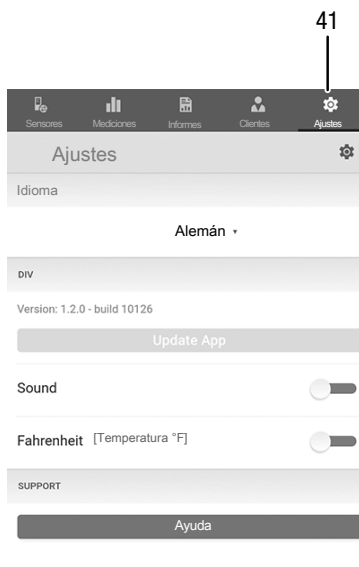 41
Sensores Mediciones Informes Clientes Ajustes
Ajustes
Idioma
Alemán
DIV
Version: 1.2.0 - build 10126
Update App
Sound
Fahrenheit [Temperatura °F]
SUPPORT
Ayuda